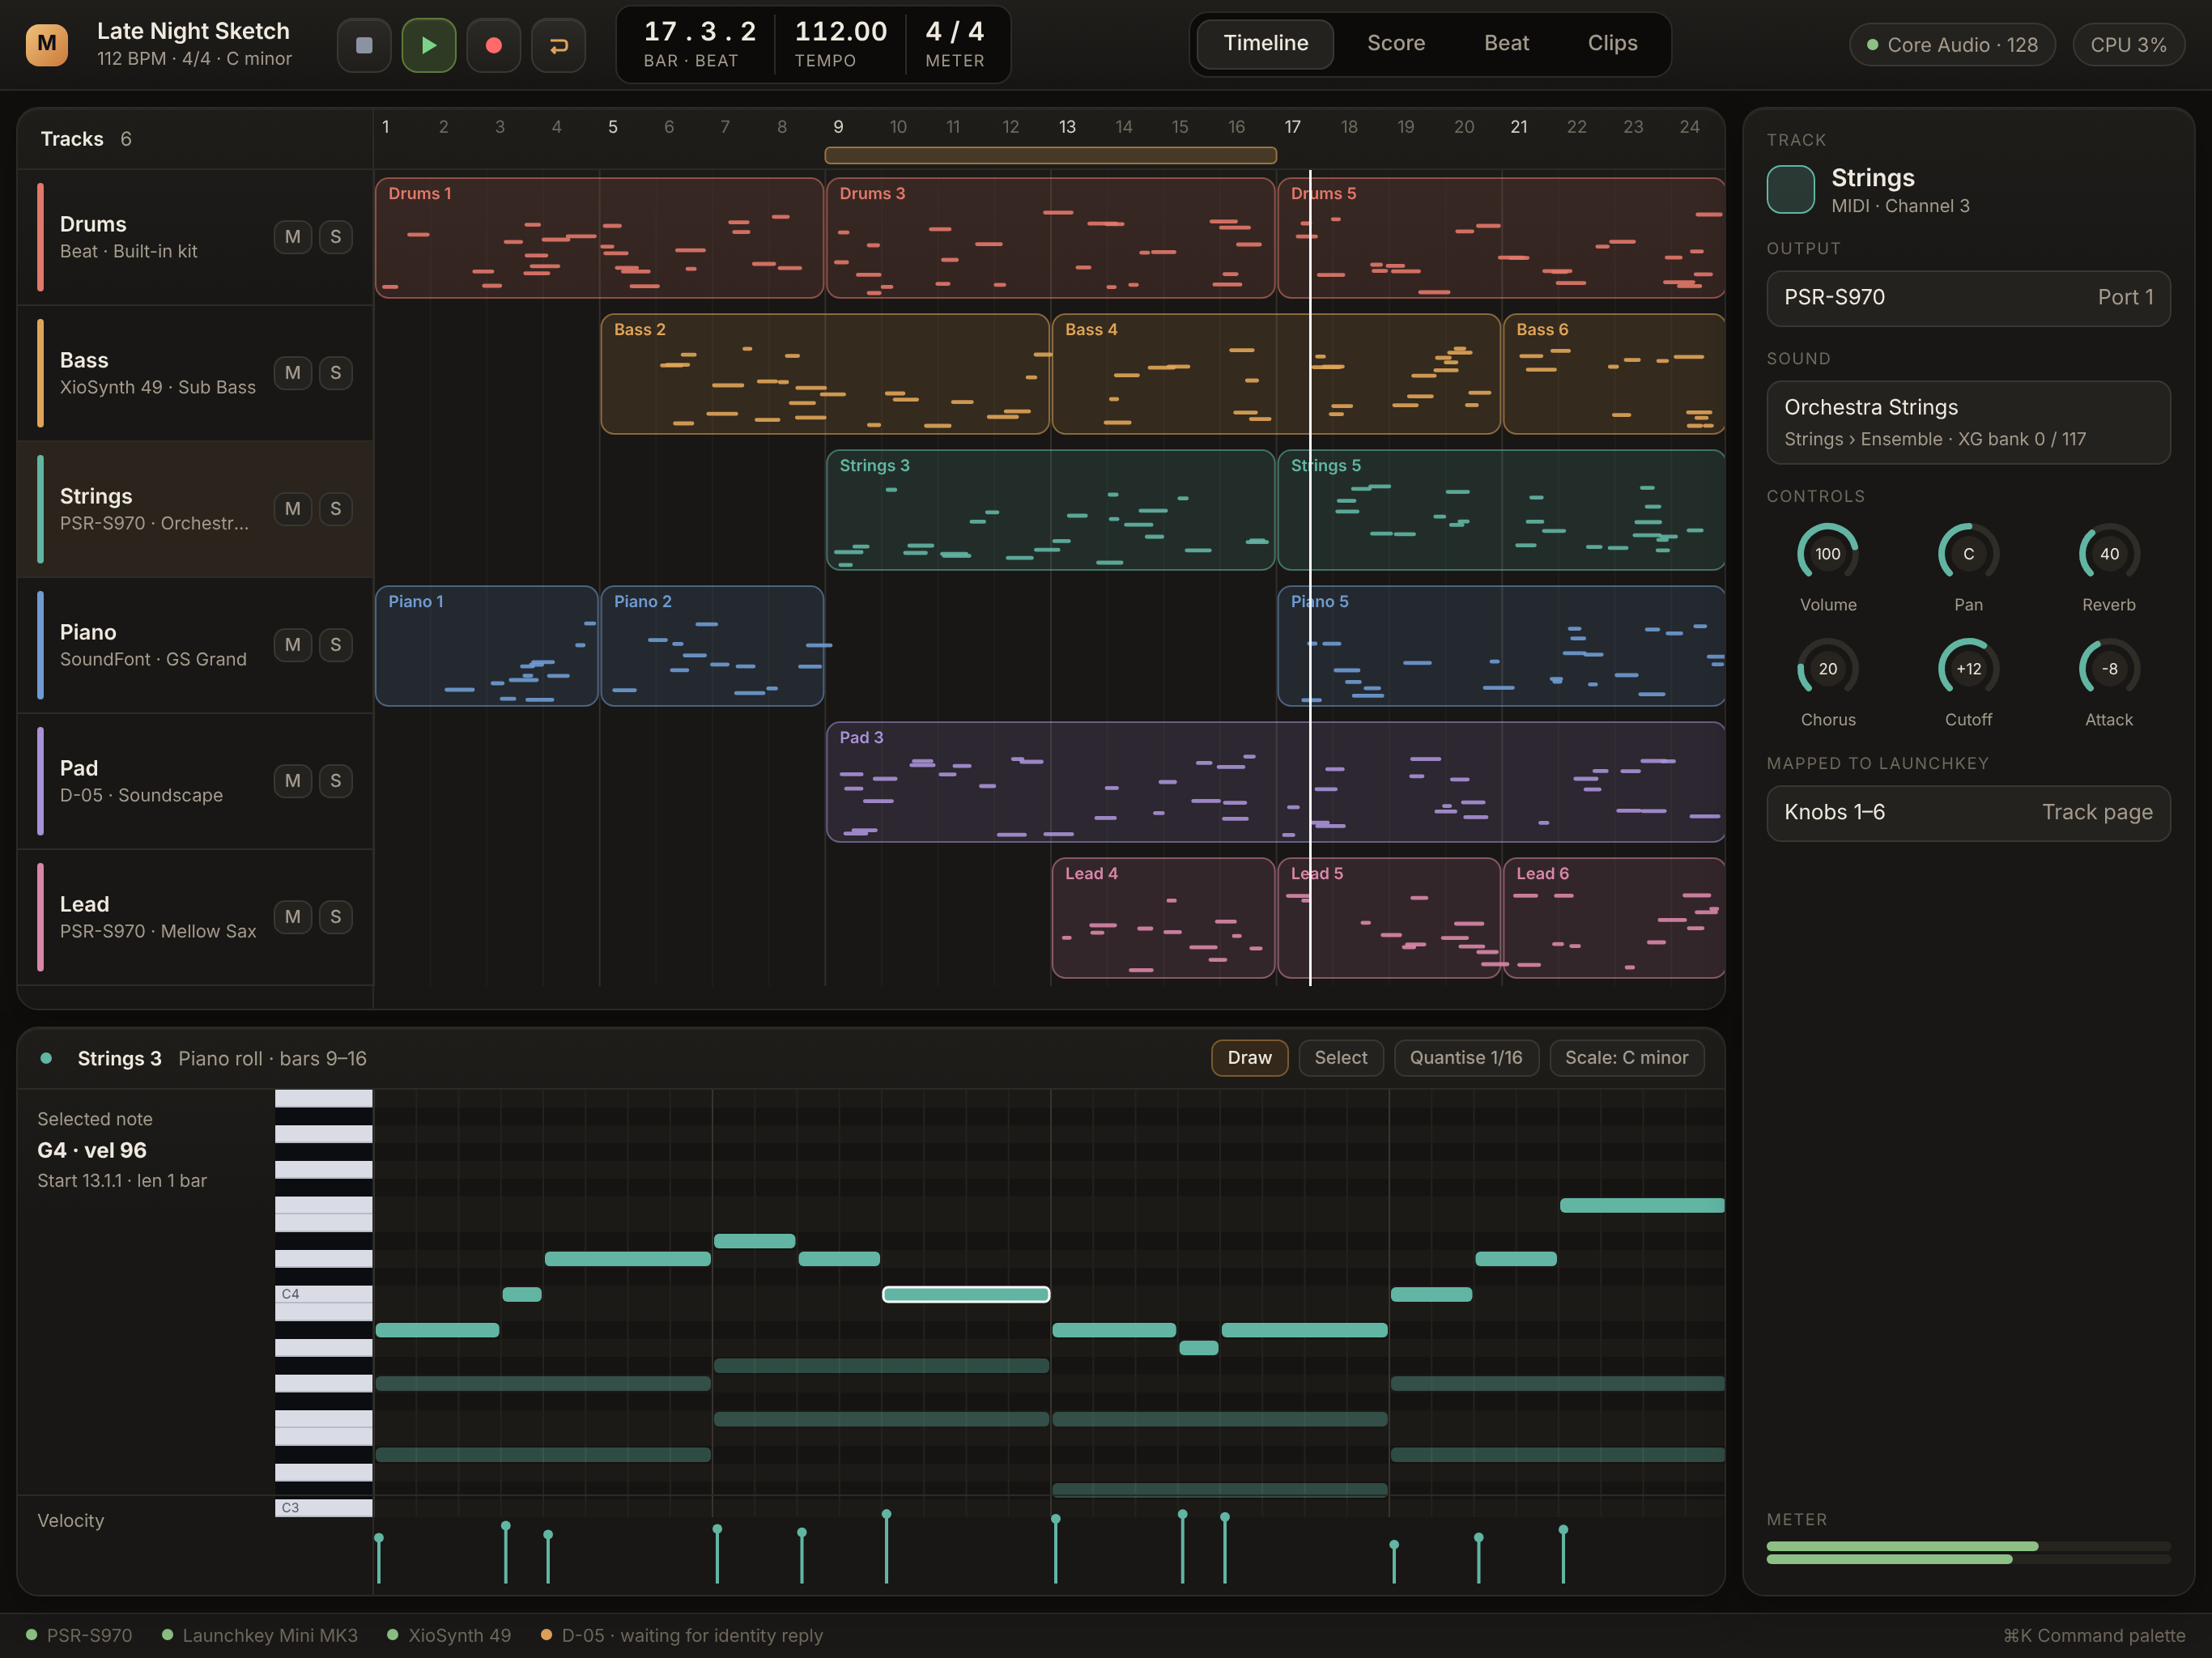 M
Late Night Sketch
112 BPM · 4/4 · C minor
17.3.2
BAR · BEAT
112.00
TEMPO
4 / 4
METER
Timeline
Score
Beat
Clips
Core Audio · 128
CPU 3%
Tracks 6
1 2 3 4 5 6 7 8 9 10 11 12 13 14 15 16 17 18 19 20 21 22 23 24
Drums
Beat · Built-in kit
M S
Drums 1
Drums 3
Drums 5
Bass
XioSynth 49 · Sub Bass
M S
Bass 2
Bass 4
Bass 6
Strings
PSR-S970 · Orchestr…
M S
Strings 3
Strings 5
Piano
SoundFont · GS Grand
M S
Piano 1
Piano 2
Piano 5
Pad
D-05 · Soundscape
M S
Pad 3
Lead
PSR-S970 · Mellow Sax
M S
Lead 4
Lead 5
Lead 6
TRACK
Strings
MIDI · Channel 3
OUTPUT
PSR-S970 Port 1
SOUND
Orchestra Strings
Strings › Ensemble · XG bank 0 / 117
CONTROLS
100 C 40
Volume Pan Reverb
20 +12 -8
Chorus Cutoff Attack
MAPPED TO LAUNCHKEY
Knobs 1–6 Track page
METER
Strings 3 Piano roll · bars 9–16
Draw
Select
Quantise 1/16
Scale: C minor
Selected note
G4 · vel 96
Start 13.1.1 · len 1 bar
C4
C3
Velocity
PSR-S970
Launchkey Mini MK3
XioSynth 49
D-05 · waiting for identity reply
⌘K Command palette